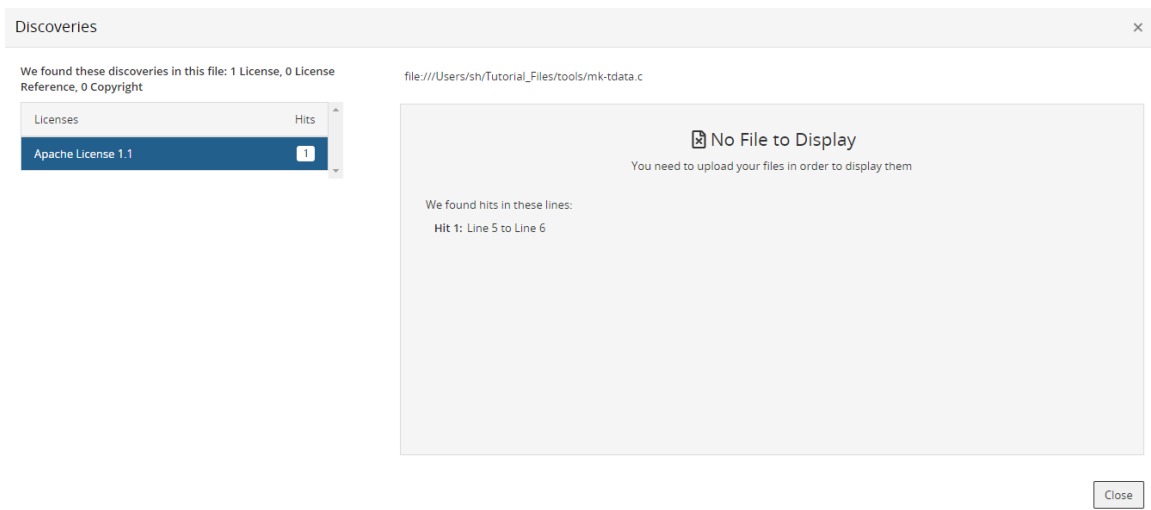 Discoveries
×
We found these discoveries in this file: 1 License, 0 License
Reference, 0 Copyright
Licenses Hits
Apache License 1.1 1
file:///Users/sh/Tutorial_Files/tools/mk-tdata.c
No File to Display
You need to upload your files in order to display them
We found hits in these lines:
Hit 1: Line 5 to Line 6
Close